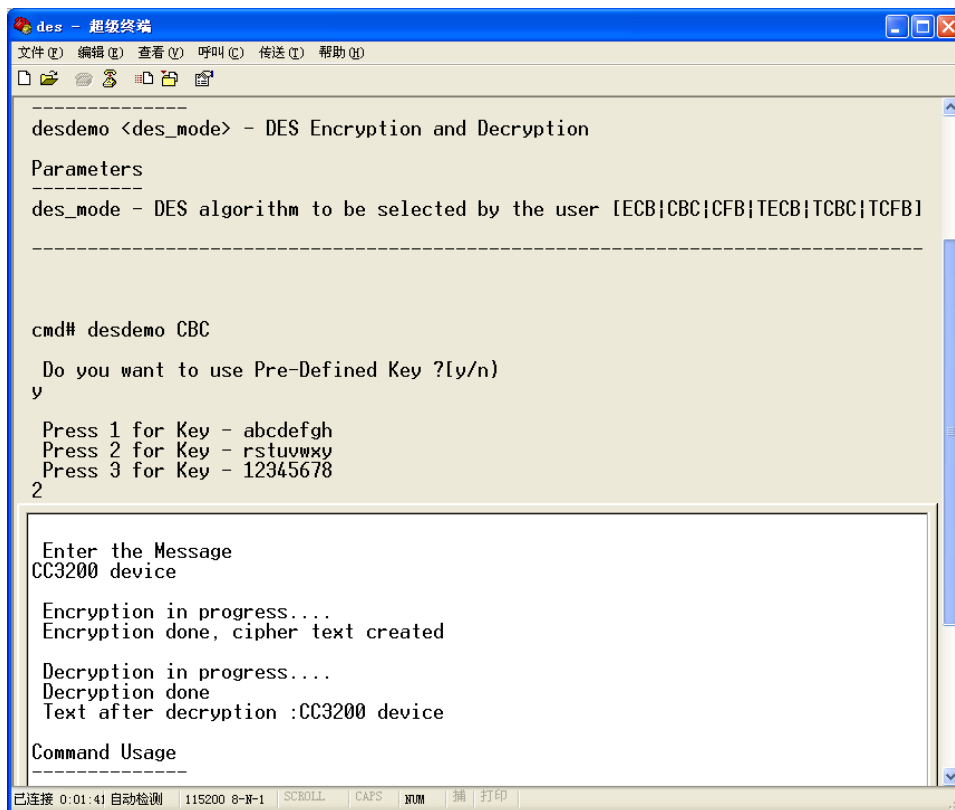 des - 超级终端
文件(F) 编辑(E) 查看(V) 呼叫(C) 传送(T) 帮助(H)
--------------
desdemo <des_mode> - DES Encryption and Decryption
Parameters
----------
des_mode - DES algorithm to be selected by the user [ECB|CBC|CFB|TECB|TCBC|TCFB]
--------------------------------------------------------------------------------
cmd# desdemo CBC
Do you want to use Pre-Defined Key ?[y/n)
y
Press 1 for Key - abcdefgh
Press 2 for Key - rstuvwxy
Press 3 for Key - 12345678
2
Enter the Message
CC3200 device
Encryption in progress....
Encryption done, cipher text created
Decryption in progress....
Decryption done
Text after decryption :CC3200 device
Command Usage
--------------
已连接 0:01:41 自动检测 115200 8-N-1 SCROLL CAPS NUM 捕 打印